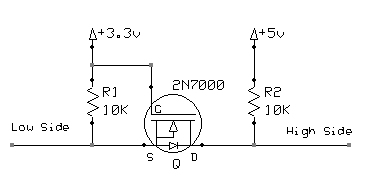 +3.3v
+5v
2N7000
R1
10K
G
R2
10K
Low Side
High Side
S
Q
D